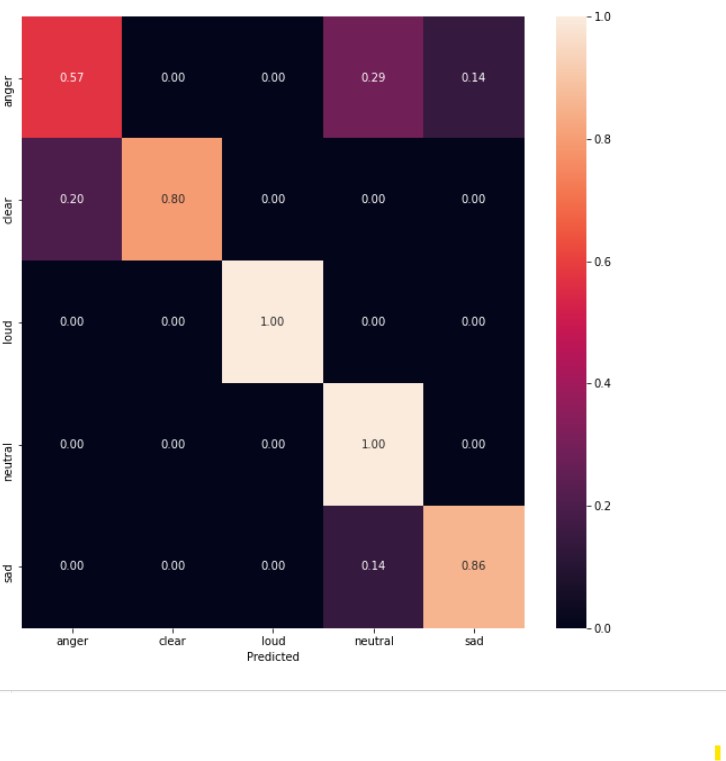 1.0
anger 0.57 0.00 0.00 0.29 0.14
0.8
clear 0.20 0.80 0.00 0.00 0.00
0.6
loud 0.00 0.00 1.00 0.00 0.00
0.4
neutral 0.00 0.00 0.00 1.00 0.00
0.2
sad 0.00 0.00 0.00 0.14 0.86
0.0
anger clear loud neutral sad
Predicted